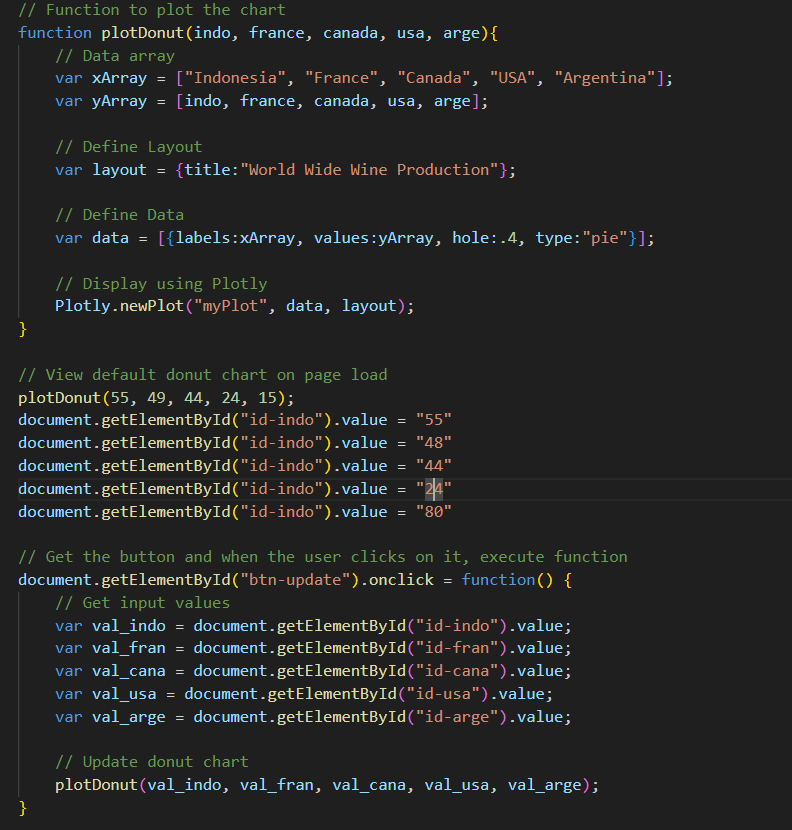 // Function to plot the chart
function plotDonut(indo, france, canada, usa, arge){
    // Data array
    var xArray = ["Indonesia", "France", "Canada", "USA", "Argentina"];
    var yArray = [indo, france, canada, usa, arge];

    // Define Layout
    var layout = {title:"World Wide Wine Production"};

    // Define Data
    var data = [{labels:xArray, values:yArray, hole:.4, type:"pie"}];

    // Display using Plotly
    Plotly.newPlot("myPlot", data, layout);
}

// View default donut chart on page load
plotDonut(55, 49, 44, 24, 15);
document.getElementById("id-indo").value = "55"
document.getElementById("id-indo").value = "48"
document.getElementById("id-indo").value = "44"
document.getElementById("id-indo").value = "24"
document.getElementById("id-indo").value = "80"

// Get the button and when the user clicks on it, execute function
document.getElementById("btn-update").onclick = function() {
    // Get input values
    var val_indo = document.getElementById("id-indo").value;
    var val_fran = document.getElementById("id-fran").value;
    var val_cana = document.getElementById("id-cana").value;
    var val_usa = document.getElementById("id-usa").value;
    var val_arge = document.getElementById("id-arge").value;

    // Update donut chart
    plotDonut(val_indo, val_fran, val_cana, val_usa, val_arge);
}